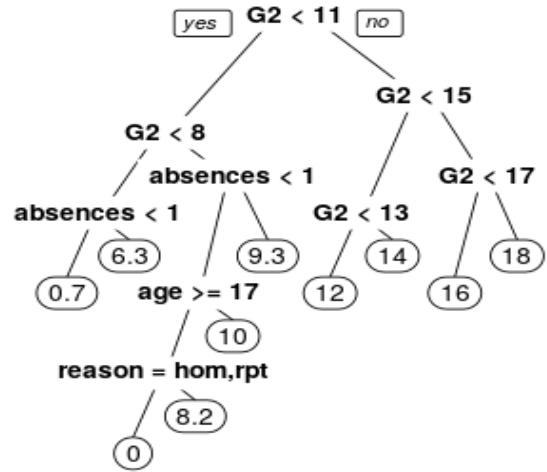 yes G2 < 11 no
G2 < 15
G2 < 8
absences < 1 G2 < 17
absences < 1 G2 < 13
6.3 9.3 14 18
0.7 age >= 17 12 16
10
reason = hom,rpt
8.2
0